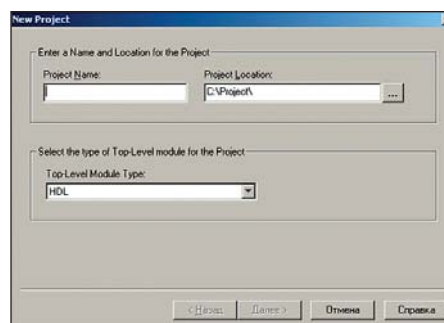 New Project
Enter a Name and Location for the Project
Project Name:
Project Location:
C:\Project\
...
Select the type of Top-Level module for the Project
Top-Level Module Type:
HDL
< Назад
Далее >
Отмена
Справка